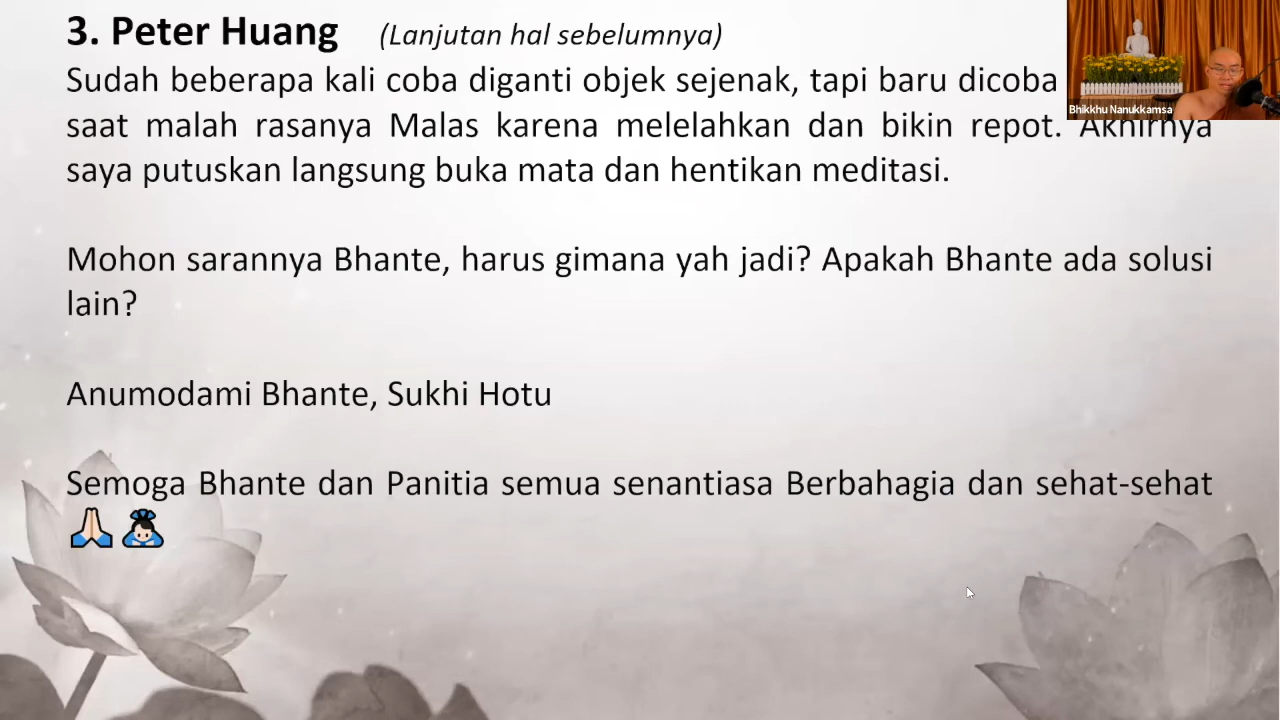 3. Peter Huang (Lanjutan hal sebelumnya)
Sudah beberapa kali coba diganti objek sejenak, tapi baru dicoba
saat malah rasanya Malas karena melelahkan dan bikin repot. Akhirnya
saya putuskan langsung buka mata dan hentikan meditasi.
Mohon sarannya Bhante, harus gimana yah jadi? Apakah Bhante ada solusi
lain?
Anumodami Bhante, Sukhi Hotu
Semoga Bhante dan Panitia semua senantiasa Berbahagia dan sehat-sehat
🙏🏻🙇🏻
Bhikkhu Nanukkamsa